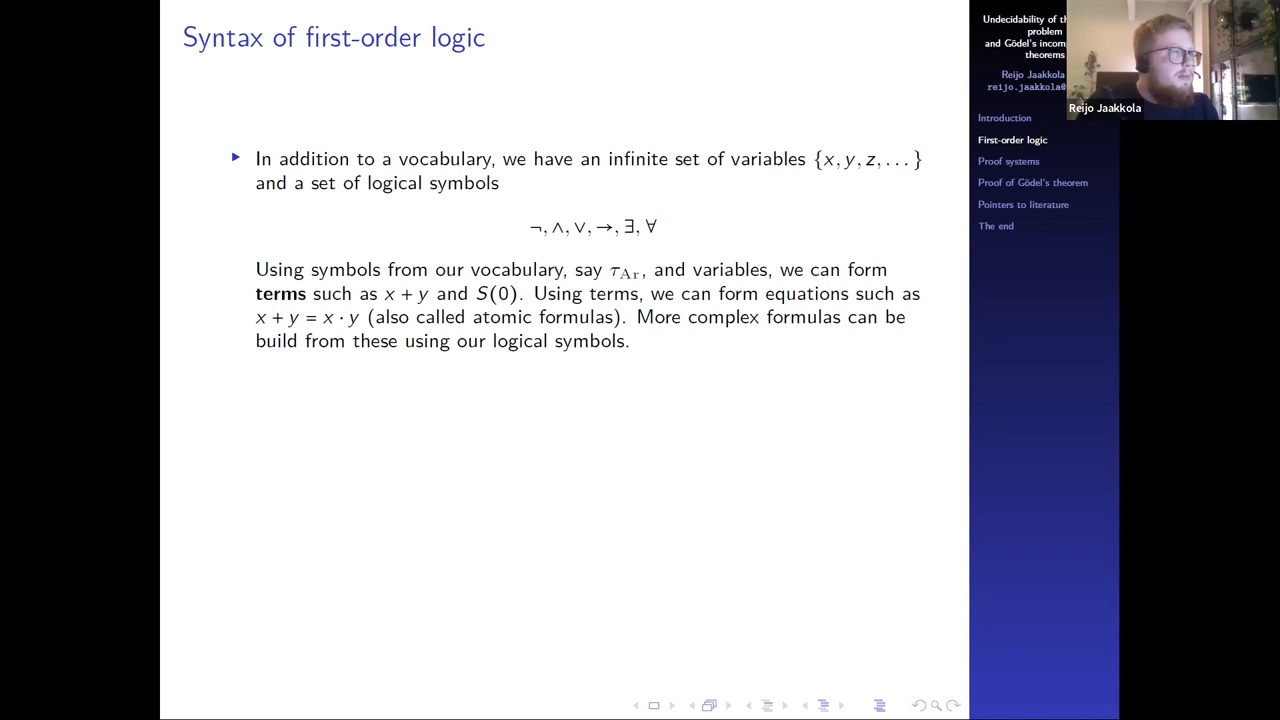 Syntax of first-order logic
In addition to a vocabulary, we have an infinite set of variables {x, y, z, . . . }
and a set of logical symbols
¬, ∧, ∨, →, ∃, ∀
Using symbols from our vocabulary, say τ_Ar, and variables, we can form
terms such as x + y and S(0). Using terms, we can form equations such as
x + y = x · y (also called atomic formulas). More complex formulas can be
build from these using our logical symbols.
Undecidability of
problem
and Gödel's
theorems
Reijo Jaakkola
reijo.jaakkola@
Reijo Jaakkola
Introduction
First-order logic
Proof systems
Proof of Gödel's theorem
Pointers to literature
The end